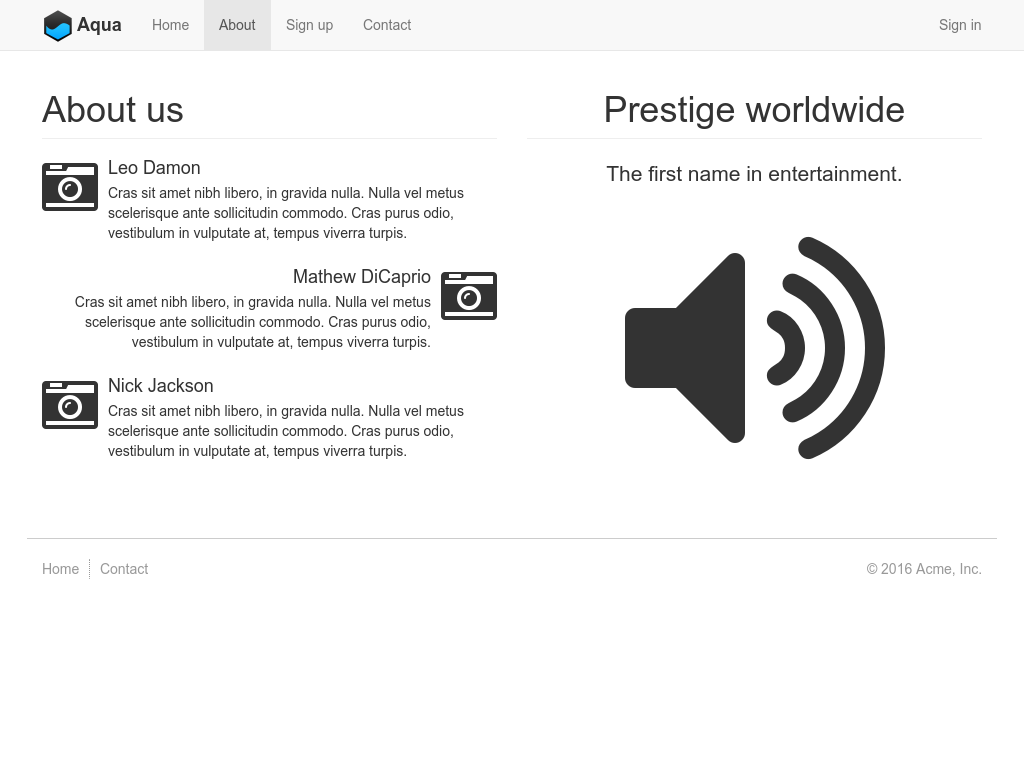 Aqua Home About Sign up Contact Sign in
About us
Leo Damon
Cras sit amet nibh libero, in gravida nulla. Nulla vel metus
scelerisque ante sollicitudin commodo. Cras purus odio,
vestibulum in vulputate at, tempus viverra turpis.
Mathew DiCaprio
Cras sit amet nibh libero, in gravida nulla. Nulla vel metus
scelerisque ante sollicitudin commodo. Cras purus odio,
vestibulum in vulputate at, tempus viverra turpis.
Nick Jackson
Cras sit amet nibh libero, in gravida nulla. Nulla vel metus
scelerisque ante sollicitudin commodo. Cras purus odio,
vestibulum in vulputate at, tempus viverra turpis.
Prestige worldwide
The first name in entertainment.
Home Contact © 2016 Acme, Inc.